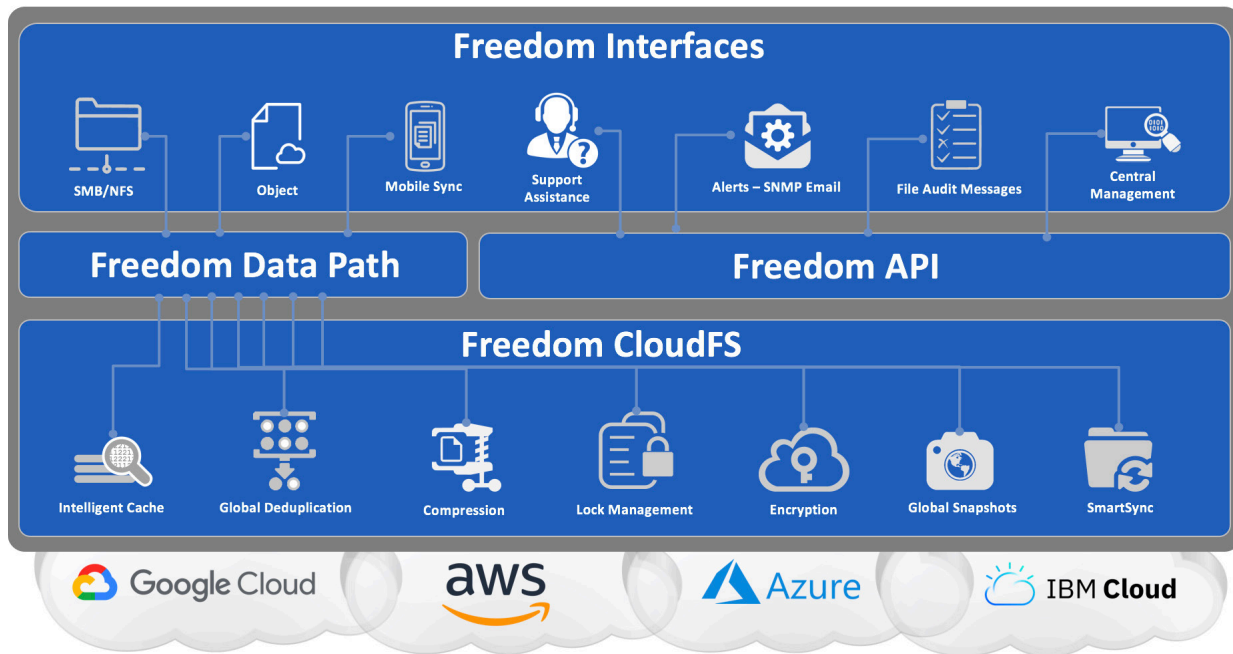 Freedom Interfaces
SMB/NFS
Object
Mobile Sync
Support
Assistance
Alerts – SNMP Email
File Audit Messages
Central
Management
Freedom Data Path
Freedom API
Freedom CloudFS
Intelligent Cache
Global Deduplication
Compression
Lock Management
Encryption
Global Snapshots
SmartSync
Google Cloud
aws
Azure
IBM Cloud